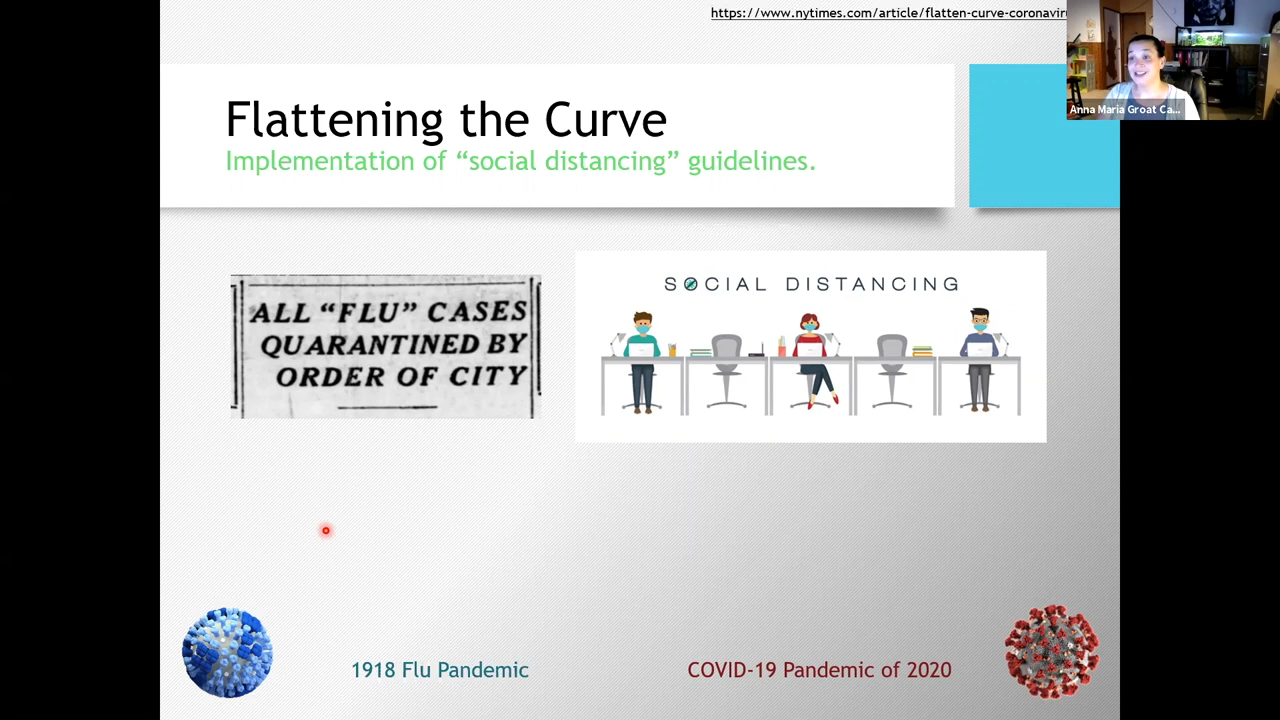 https://www.nytimes.com/article/flatten-curve-coronaviru
Anna Maria Groat Ca...
Flattening the Curve
Implementation of “social distancing” guidelines.
ALL “FLU” CASES
QUARANTINED BY
ORDER OF CITY
SOCIAL DISTANCING
1918 Flu Pandemic
COVID-19 Pandemic of 2020